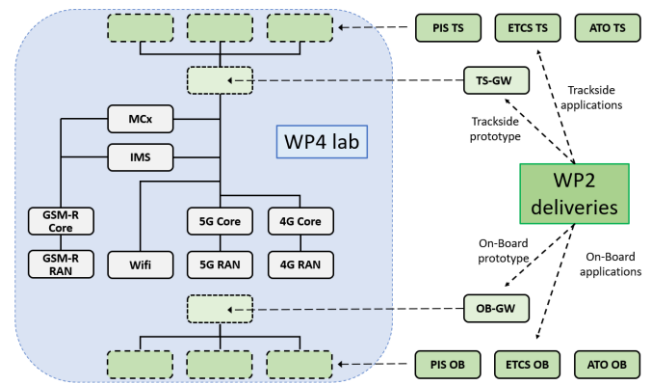 PIS TS
ETCS TS
ATO TS
TS-GW
Trackside
applications
Trackside
prototype
MCx
IMS
WP4 lab
WP2
deliveries
GSM-R
Core
5G Core
4G Core
GSM-R
RAN
Wifi
5G RAN
4G RAN
On-Board
prototype
On-Board
applications
OB-GW
PIS OB
ETCS OB
ATO OB